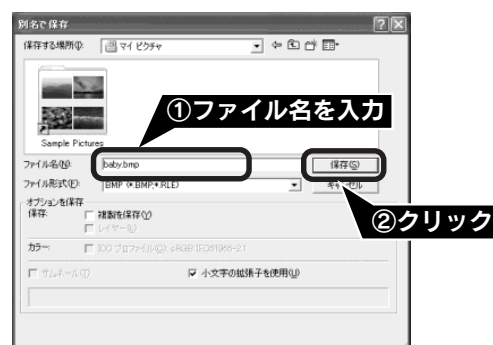 別名で保存
保存する場所(I): マイ ピクチャ
Sample Pictures
①ファイル名を入力
ファイル名(N): baby.bmp 保存(S)
ファイル形式(F): BMP (*.BMP;*.RLE) キャンセル
②クリック
オプションを保存
保存: 複製を保存(Y)
レイヤー(L)
カラー: ICC プロファイル(C): sRGB IEC61966-2.1
サムネール(T) 小文字の拡張子を使用(U)